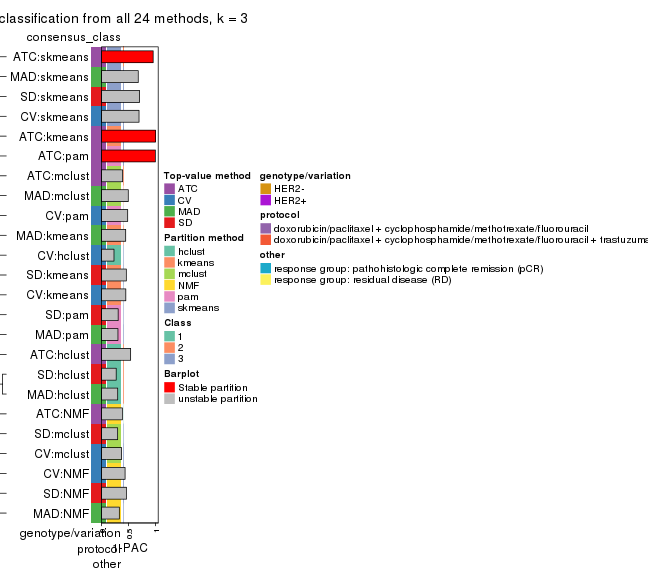 classification from all 24 methods, k = 3
consensus_class
ATC:skmeans
MAD:skmeans
SD:skmeans
CV:skmeans
ATC:kmeans
ATC:pam
ATC:mclust
MAD:mclust
CV:pam
MAD:kmeans
CV:hclust
SD:kmeans
CV:kmeans
SD:pam
MAD:pam
ATC:hclust
SD:hclust
MAD:hclust
ATC:NMF
SD:mclust
CV:mclust
CV:NMF
SD:NMF
MAD:NMF
genotype/variation
protocol
other
0.5
1
1-PAC
Top-value method
ATC
CV
MAD
SD
Partition method
hclust
kmeans
mclust
NMF
pam
skmeans
Class
1
2
3
Barplot
Stable partition
unstable partition
genotype/variation
HER2-
HER2+
protocol
doxorubicin/paclitaxel + cyclophosphamide/methotrexate/fluorouracil
doxorubicin/paclitaxel + cyclophosphamide/methotrexate/fluorouracil + trastuzuma
other
response group: pathohistologic complete remission (pCR)
response group: residual disease (RD)